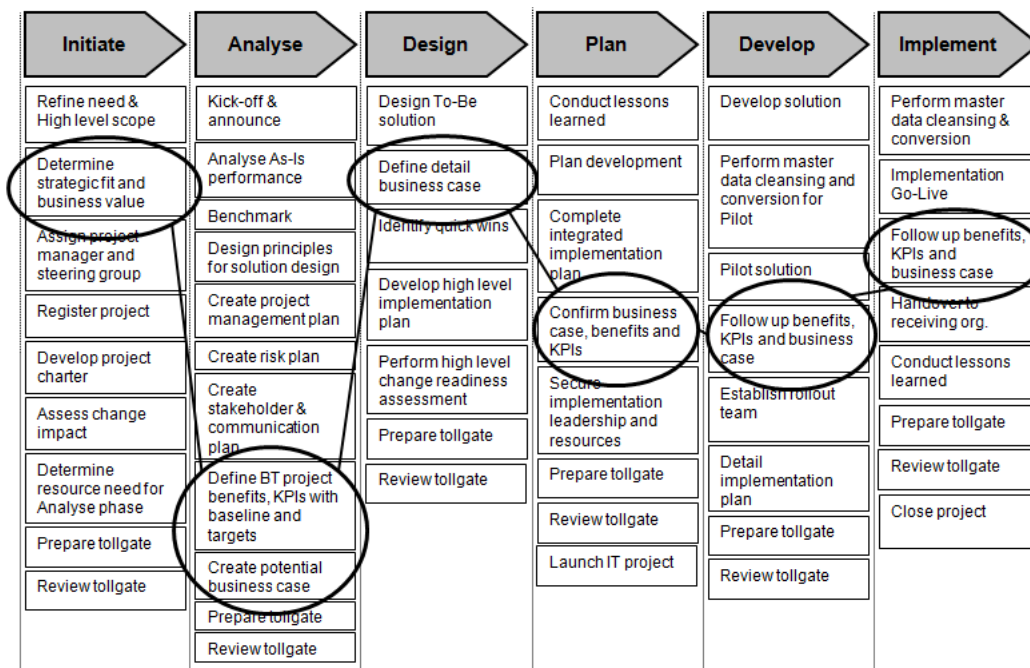 Initiate
Analyse
Design
Plan
Develop
Implement
Refine need &
High level scope
Determine
strategic fit and
business value
Assign project
manager and
steering group
Register project
Develop project
charter
Assess change
impact
Determine
resource need for
Analyse phase
Prepare tollgate
Review tollgate
Kick-off &
announce
Analyse As-Is
performance
Benchmark
Design principles
for solution design
Create project
management plan
Create risk plan
Create
stakeholder &
communication
plan
Define BT project
benefits, KPIs with
baseline and
targets
Create potential
business case
Prepare tollgate
Review tollgate
Design To-Be
solution
Define detail
business case
Identify quick wins
Develop high level
implementation
plan
Perform high level
change readiness
assessment
Prepare tollgate
Review tollgate
Conduct lessons
learned
Plan development
Complete
integrated
implementation
plan
Confirm business
case, benefits and
KPIs
Secure
implementation
leadership and
resources
Prepare tollgate
Review tollgate
Launch IT project
Develop solution
Perform master
data cleansing and
conversion for
Pilot
Pilot solution
Follow up benefits,
KPIs and business
case
Establish rollout
team
Detail
implementation
plan
Prepare tollgate
Review tollgate
Perform master
data cleansing &
conversion
Implementation
Go-Live
Follow up benefits,
KPIs and
business case
Handover to
receiving org.
Conduct lessons
learned
Prepare tollgate
Review tollgate
Close project